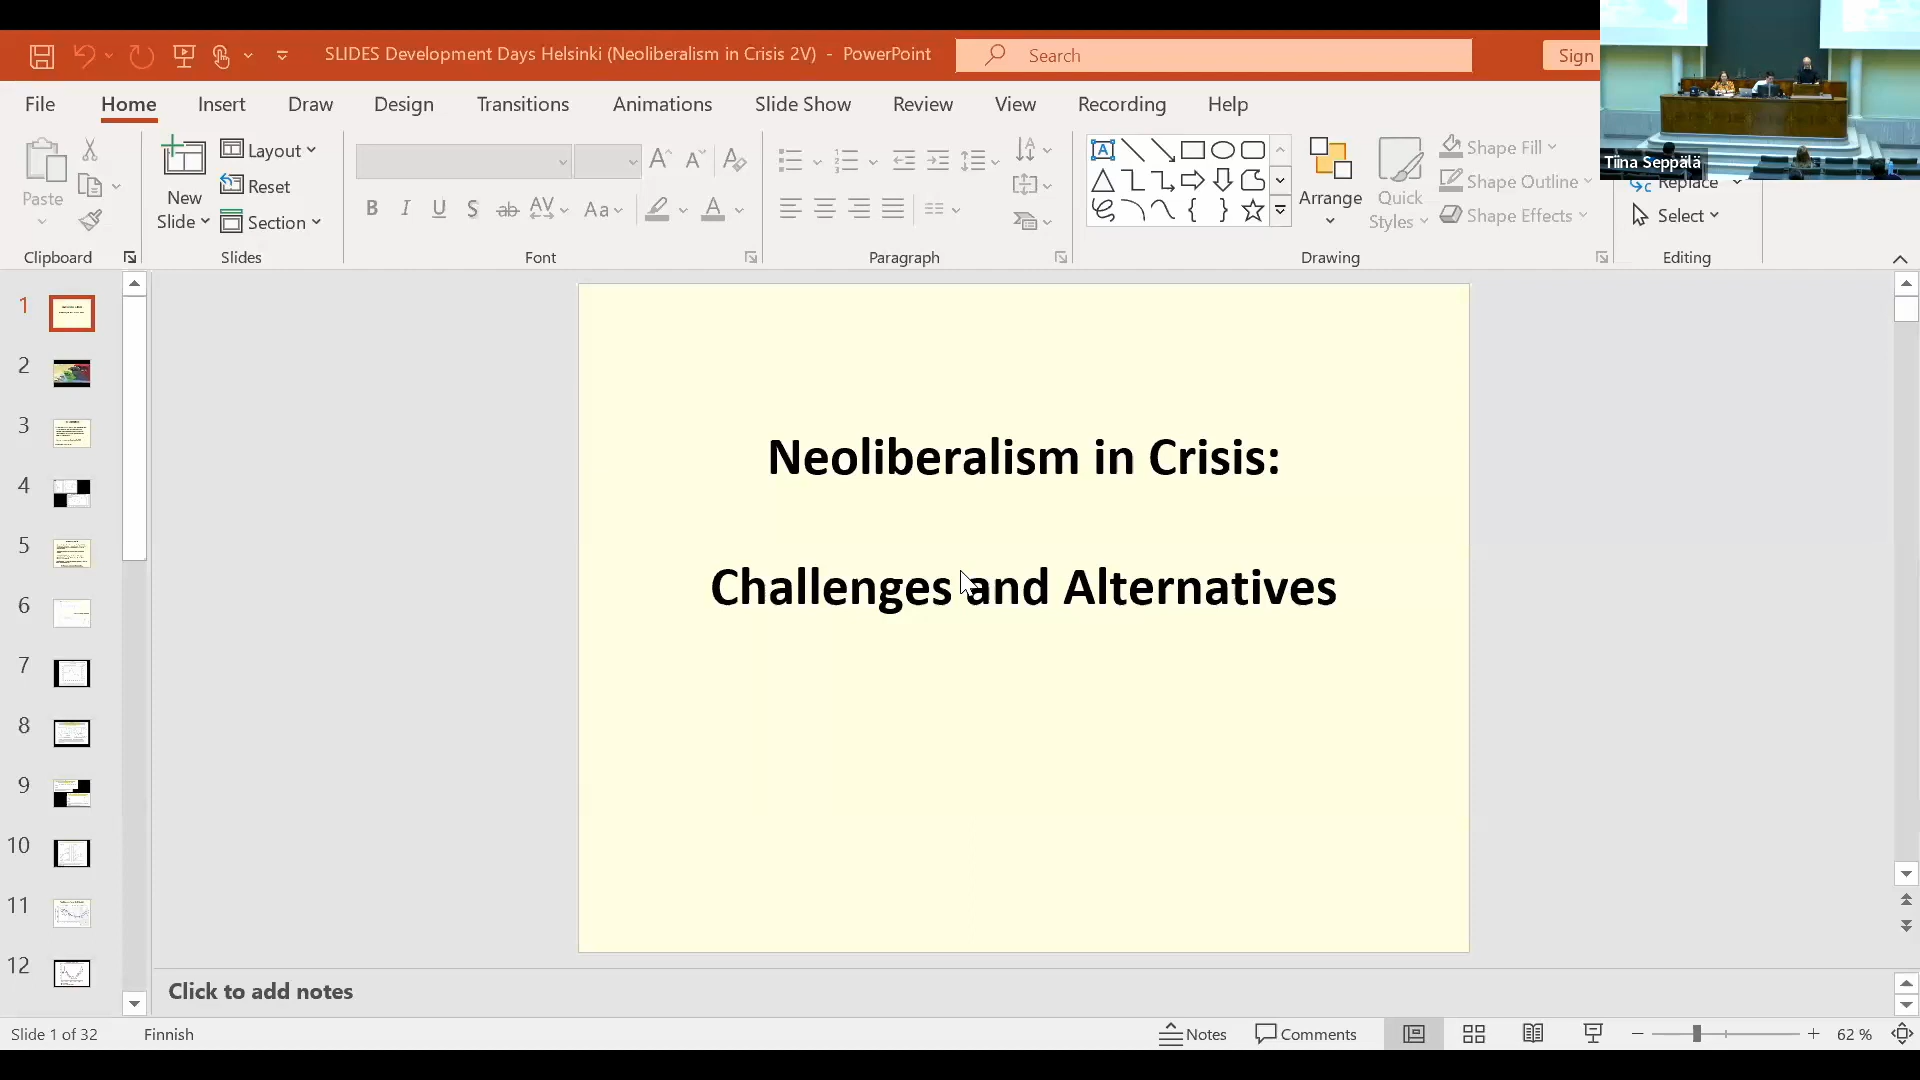 SLIDES Development Days Helsinki (Neoliberalism in Crisis 2V) - PowerPoint
Search
Sign
File Home Insert Draw Design Transitions Animations Slide Show Review View Recording Help
Paste
New Slide
Layout
Reset
Section
Shape Fill
Shape Outline
Shape Effects
Arrange
Quick Styles
Replace
Select
Tiina Seppälä
Clipboard Slides Font Paragraph Drawing Editing
1
2
3
4
5
6
7
8
9
10
11
12
Neoliberalism in Crisis:
Challenges and Alternatives
Click to add notes
Slide 1 of 32 Finnish Notes Comments 62 %